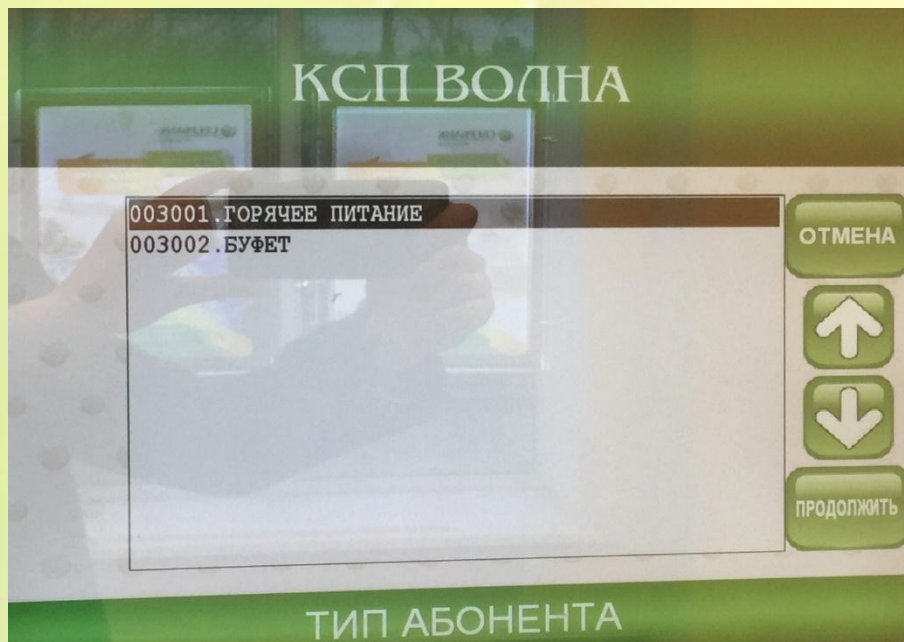 КСП ВОЛНА
003001.ГОРЯЧЕЕ ПИТАНИЕ
003002.БУФЕТ
ОТМЕНА
ПРОДОЛЖИТЬ
ТИП АБОНЕНТА